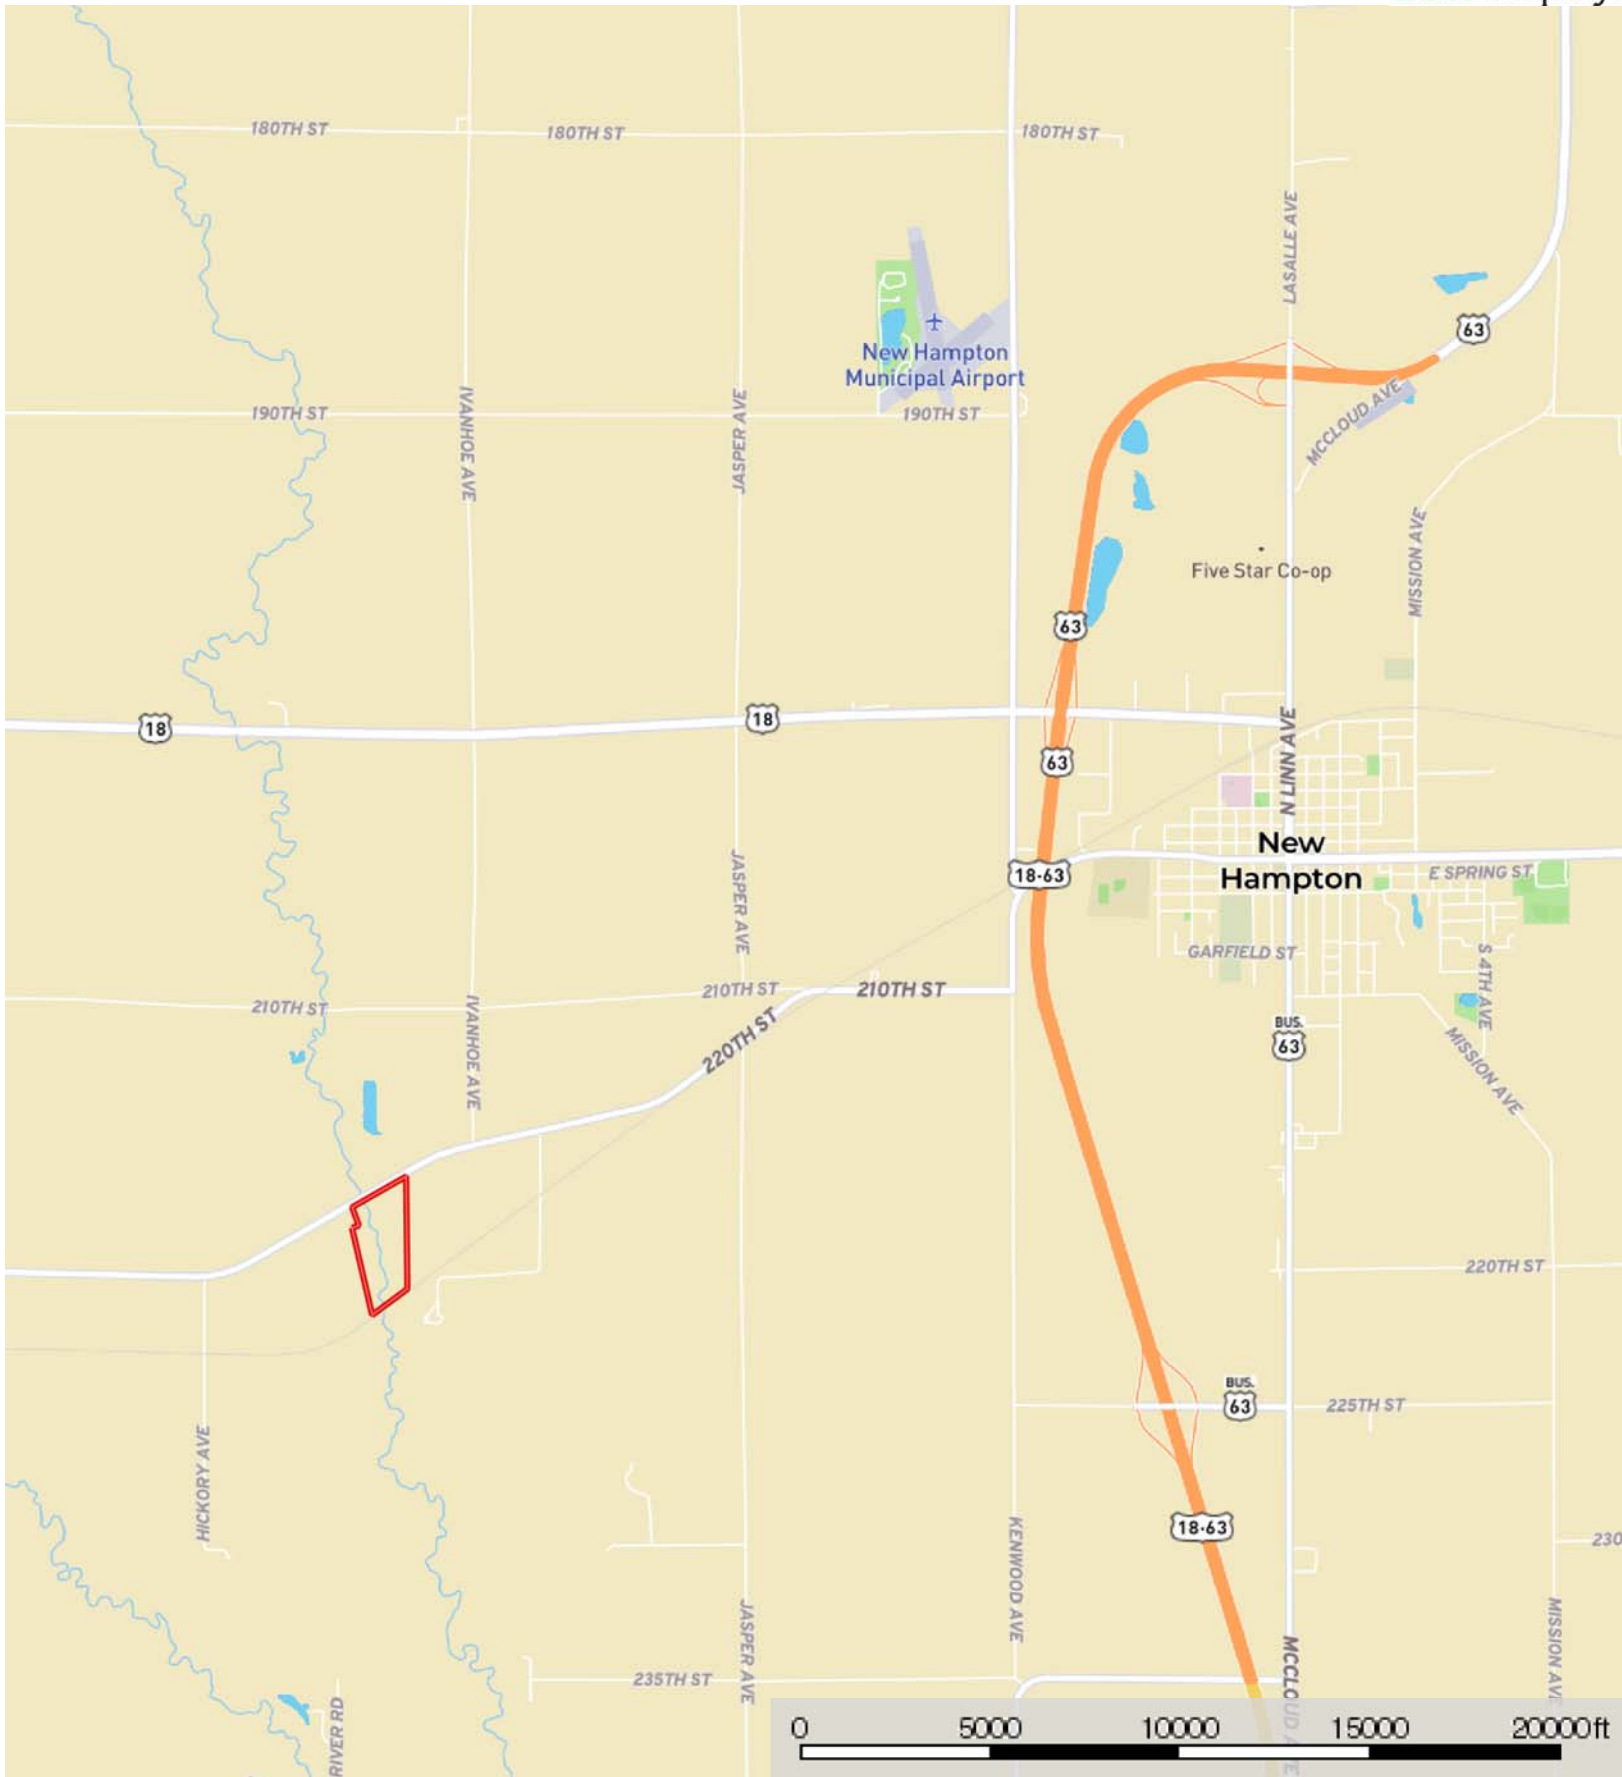 180TH ST
180TH ST
180TH ST
LASALLE AVE
63
New Hampton
Municipal Airport
190TH ST
IVANHOE AVE
JASPER AVE
190TH ST
MCCLOUD AVE
MISSION AVE
Five Star Co-op
63
18
18
N LINN AVE
63
New
Hampton
18-63
E SPRING ST
JASPER AVE
GARFIELD ST
S 4TH AVE
210TH ST
210TH ST
210TH ST
IVANHOE AVE
220TH ST
BUS.
63
MISSION AVE
220TH ST
BUS.
63
225TH ST
HICKORY AVE
18-63
KENWOOD AVE
230
JASPER AVE
MISSION AVE
235TH ST
MCCLOUD AVE
RIVER RD
0 5000 10000 15000 20000ft